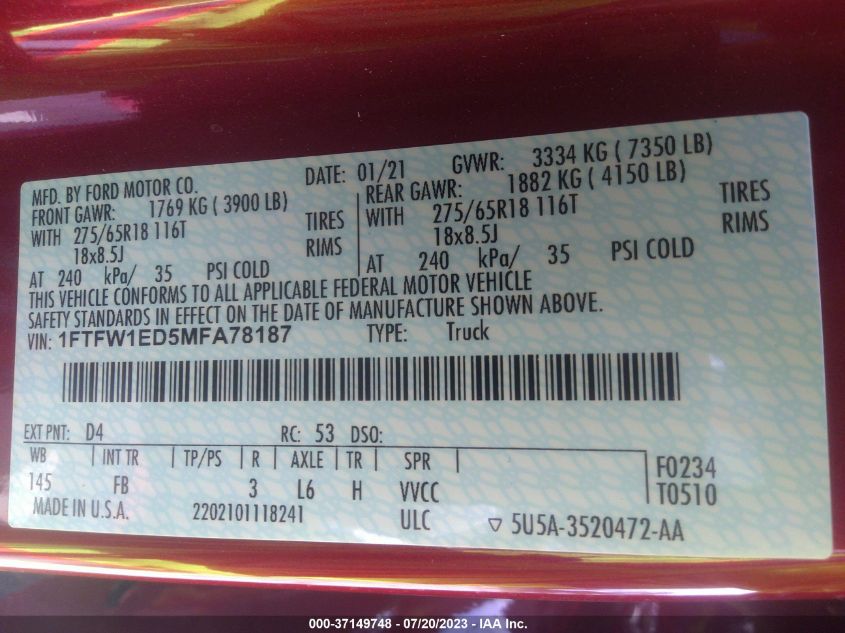 MFD. BY FORD MOTOR CO. DATE: 01/21 GVWR: 3334 KG ( 7350 LB)
FRONT GAWR: 1769 KG ( 3900 LB) REAR GAWR: 1882 KG ( 4150 LB)
WITH 275/65R18 116T TIRES WITH 275/65R18 116T TIRES
18x8.5J RIMS 18x8.5J RIMS
AT 240 kPa/ 35 PSI COLD AT 240 kPa/ 35 PSI COLD
THIS VEHICLE CONFORMS TO ALL APPLICABLE FEDERAL MOTOR VEHICLE
SAFETY STANDARDS IN EFFECT ON THE DATE OF MANUFACTURE SHOWN ABOVE.
VIN: 1FTFW1ED5MFA78187 TYPE: Truck
EXT PNT: D4 RC: 53 DSO:
WB INT TR TP/PS R AXLE TR SPR F0234
145 FB 3 L6 H VVCC T0510
MADE IN U.S.A. 2202101118241 ULC 5U5A-3520472-AA
000-37149748 - 07/20/2023 - IAA Inc.